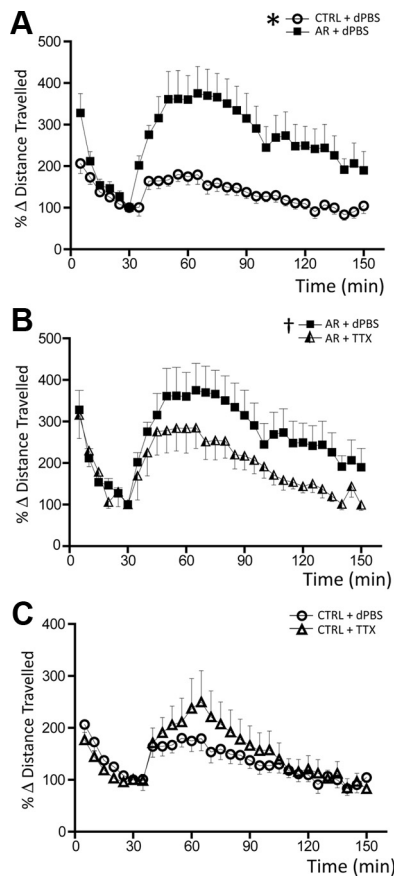 A
* CTRL + dPBS
AR + dPBS
% Δ Distance Travelled
500
400
300
200
100
0
0 30 60 90 120 150
Time (min)
B
† AR + dPBS
AR + TTX
% Δ Distance Travelled
500
400
300
200
100
0
0 30 60 90 120 150
Time (min)
C
CTRL + dPBS
CTRL + TTX
% Δ Distance Travelled
400
300
200
100
0
0 30 60 90 120 150
Time (min)